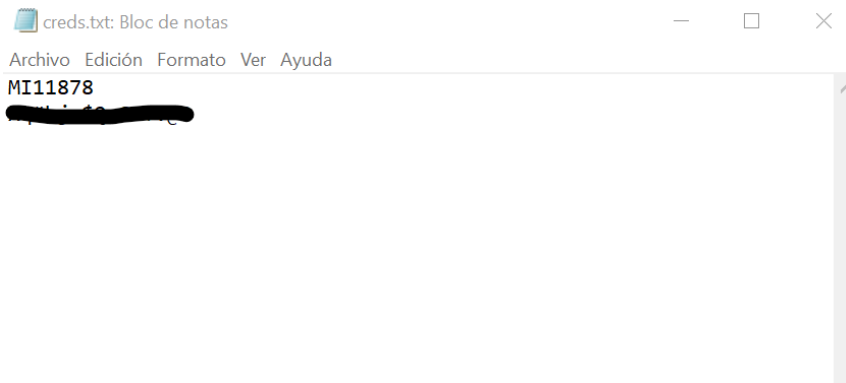 creds.txt: Bloc de notas
Archivo Edición Formato Ver Ayuda
MI11878